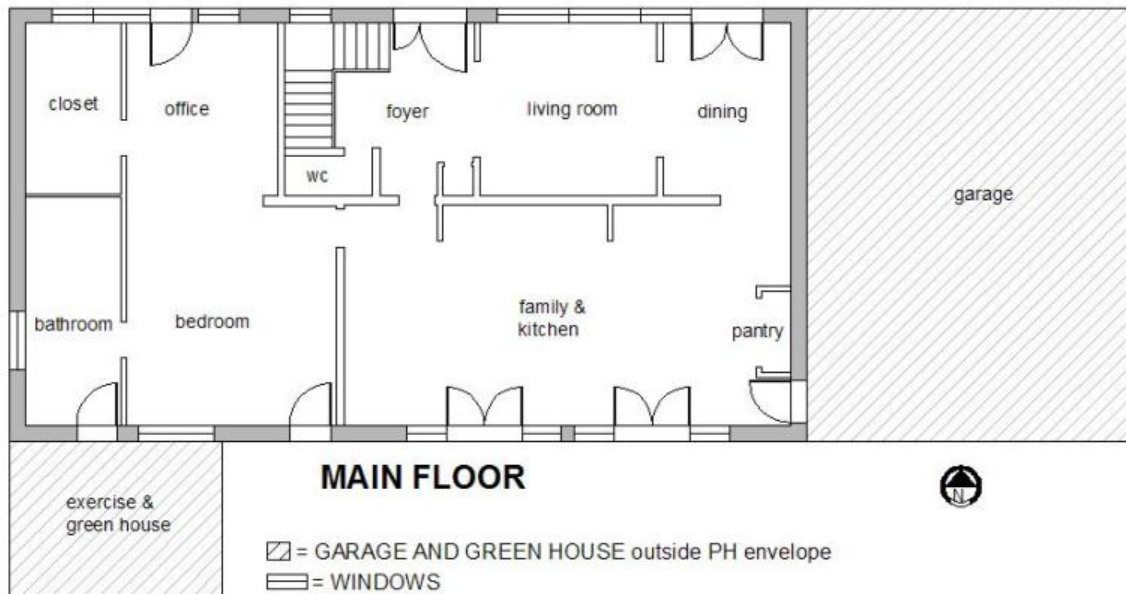 closet
office
foyer
living room
dining
wc
garage
bathroom
bedroom
family &
kitchen
pantry
MAIN FLOOR
N
exercise &
green house
= GARAGE AND GREEN HOUSE outside PH envelope
= WINDOWS